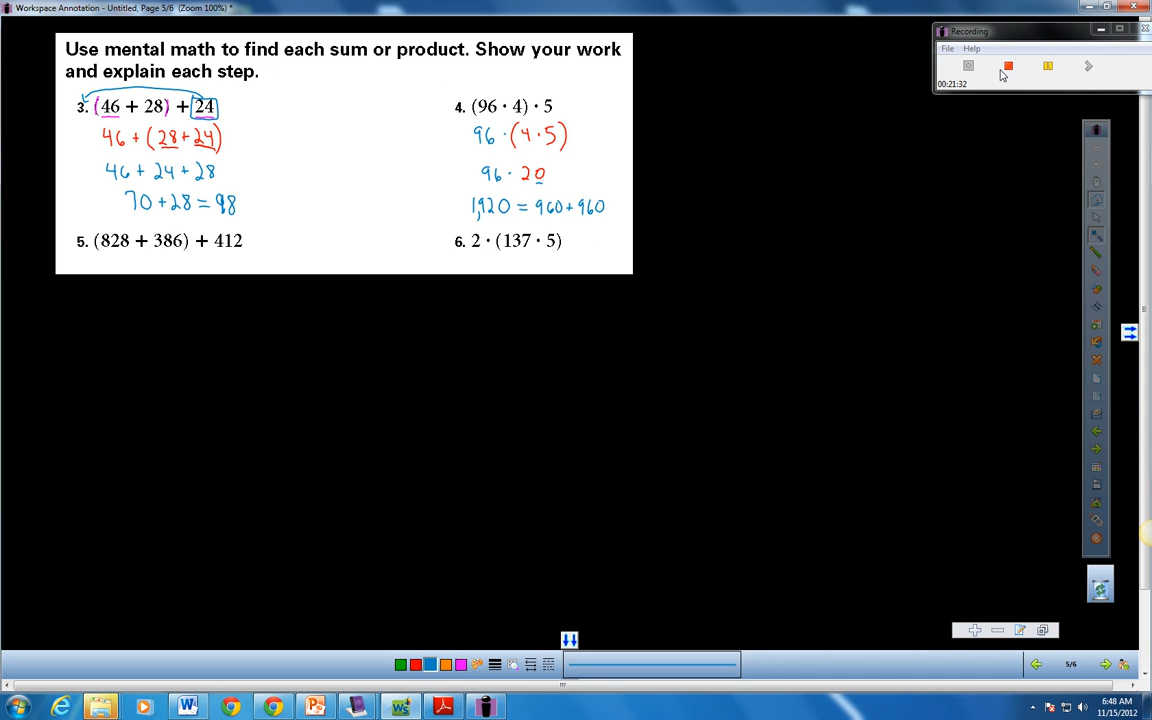 Workspace Annotation - Untitled, Page 5/6 (Zoom 100%) *
Recording
File Help
00:21:32
Use mental math to find each sum or product. Show your work
and explain each step.
3. (46 + 28) + 24
46 + (28 + 24)
46 + 24 + 28
70 + 28 = 98
4. (96 · 4) · 5
96 · (4 · 5)
96 · 20
1,920 = 960 + 960
5. (828 + 386) + 412
6. 2 · (137 · 5)
5/6
6:48 AM
11/15/2012